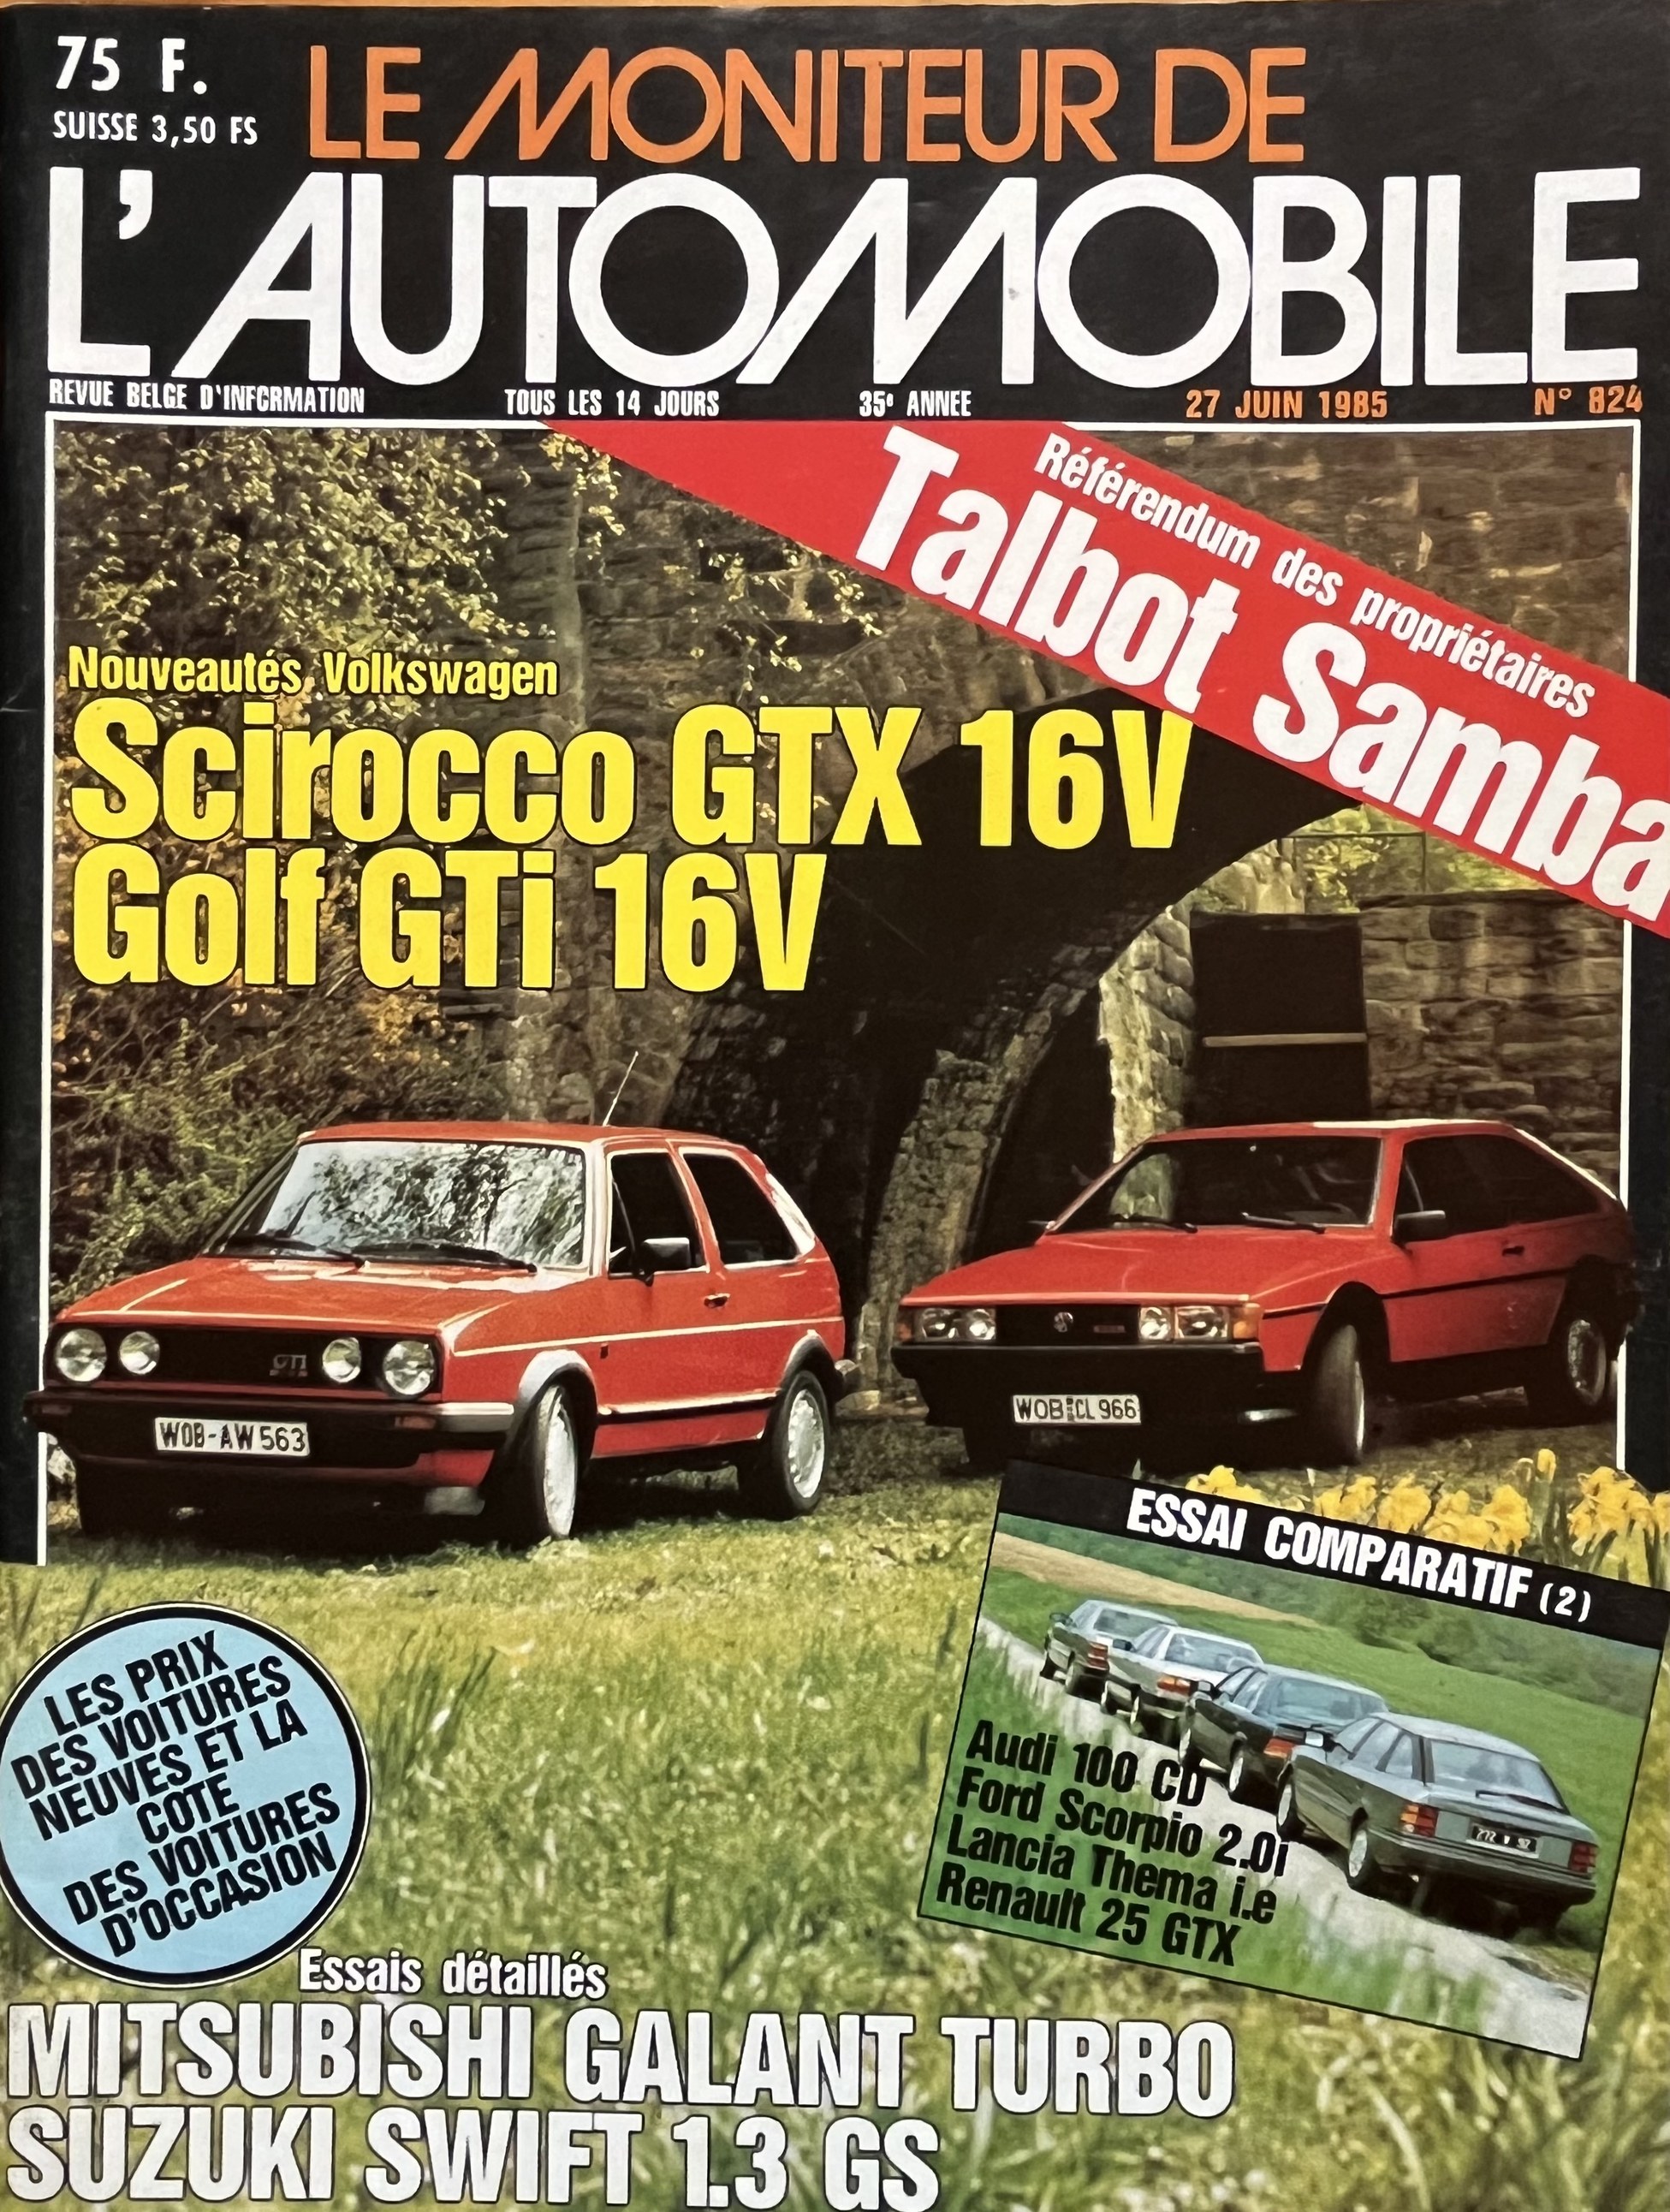 75 F.
SUISSE 3,50 FS
LE MONITEUR DE
L'AUTOMOBILE
REVUE BELGE D'INFORMATION TOUS LES 14 JOURS 35e ANNEE 27 JUIN 1985 N° 824
Référendum des propriétaires
Talbot Samba
Nouveautés Volkswagen
Scirocco GTX 16V
Golf GTi 16V
GTI
WOB-AW 563
WOB CL 966
ESSAI COMPARATIF (2)
Audi 100 CD
Ford Scorpio 2.0i
Lancia Thema i.e
Renault 25 GTX
LES PRIX
DES VOITURES
NEUVES ET LA
COTE
DES VOITURES
D'OCCASION
Essais détaillés
MITSUBISHI GALANT TURBO
SUZUKI SWIFT 1.3 GS